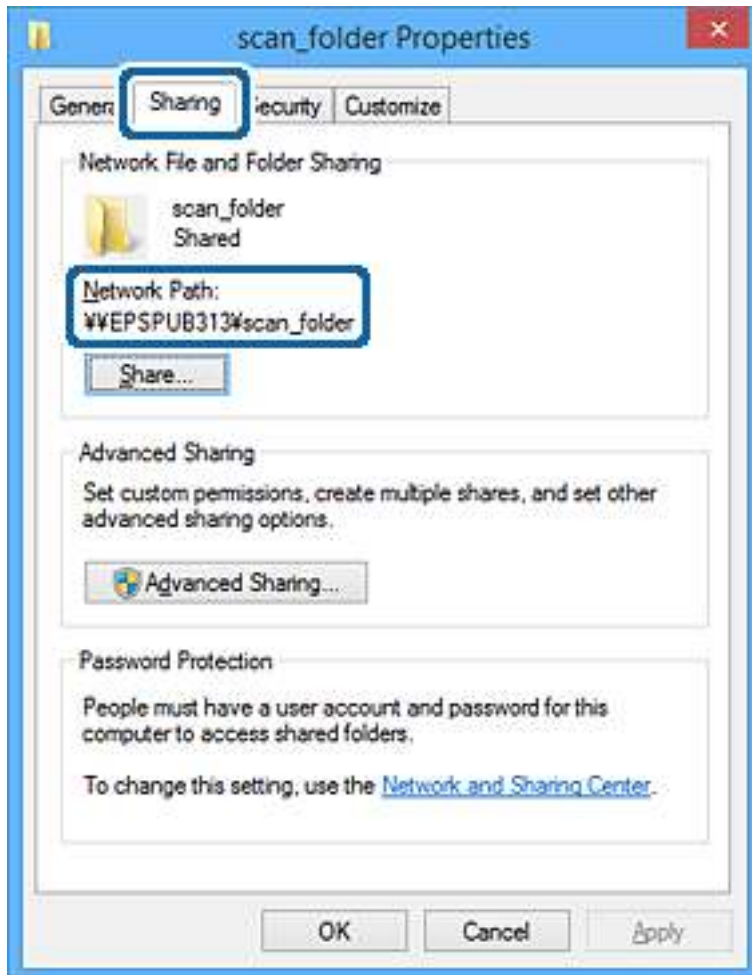 scan_folder Properties
Genera Sharing ecurity Customize
Network File and Folder Sharing
scan_folder
Shared
Network Path:
¥¥EPSPUB313¥scan_folder
Share...
Advanced Sharing
Set custom permissions, create multiple shares, and set other
advanced sharing options.
Advanced Sharing...
Password Protection
People must have a user account and password for this
computer to access shared folders.
To change this setting, use the Network and Sharing Center.
OK Cancel Apply